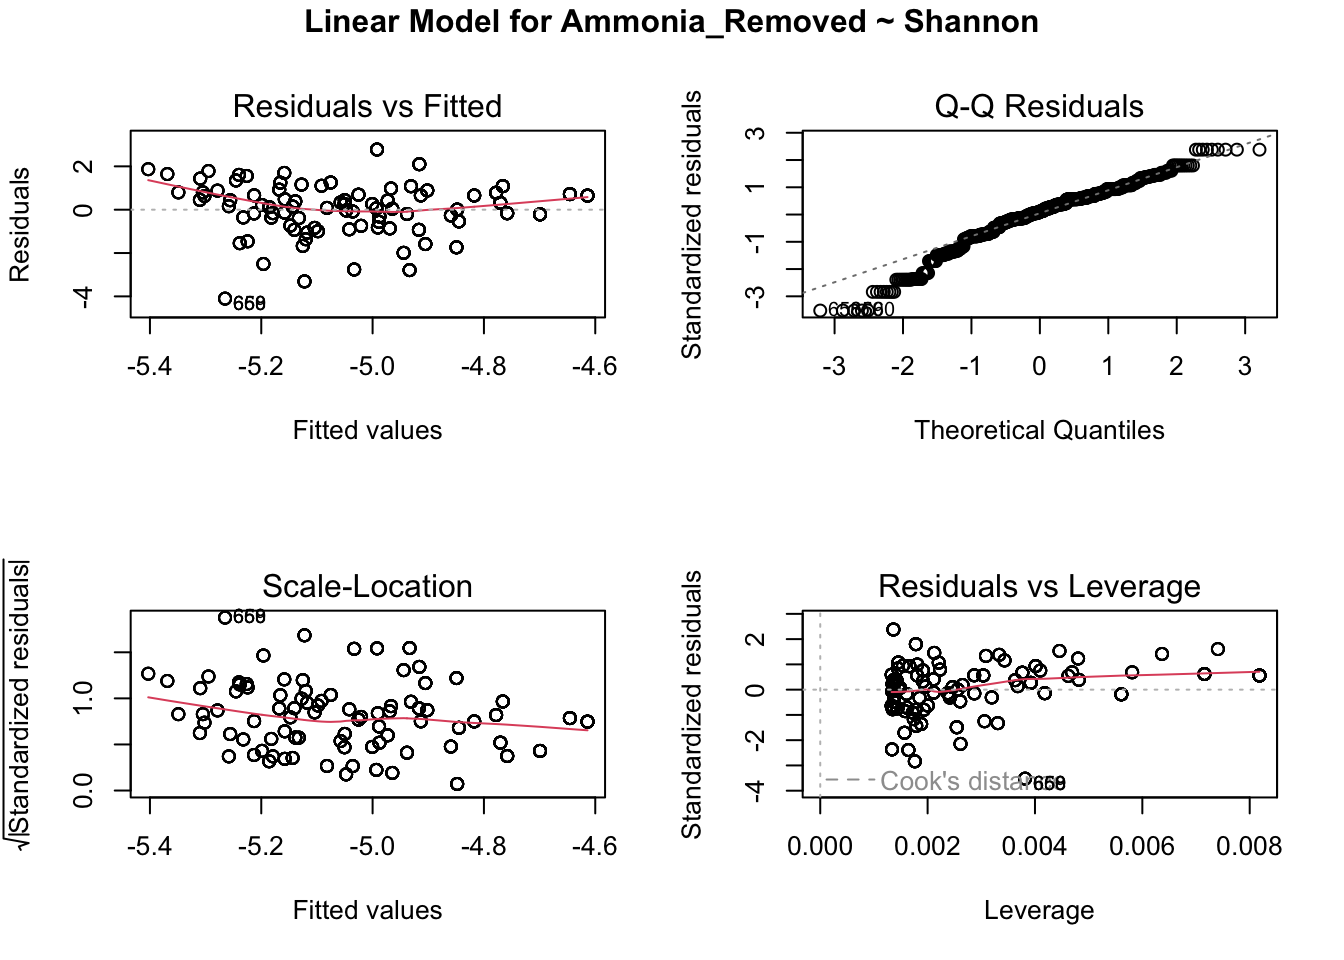 Linear Model for Ammonia_Removed ~ Shannon
Residuals vs Fitted
Residuals
2
0
-4
-5.4 -5.2 -5.0 -4.8 -4.6
Fitted values
Q-Q Residuals
Standardized residuals
3
1
-1
-3
-3 -2 -1 0 1 2 3
Theoretical Quantiles
Scale-Location
√|Standardized residuals|
1.0
0.0
-5.4 -5.2 -5.0 -4.8 -4.6
Fitted values
Residuals vs Leverage
Standardized residuals
2
0
-2
-4
Cook's distan
0.000 0.002 0.004 0.006 0.008
Leverage